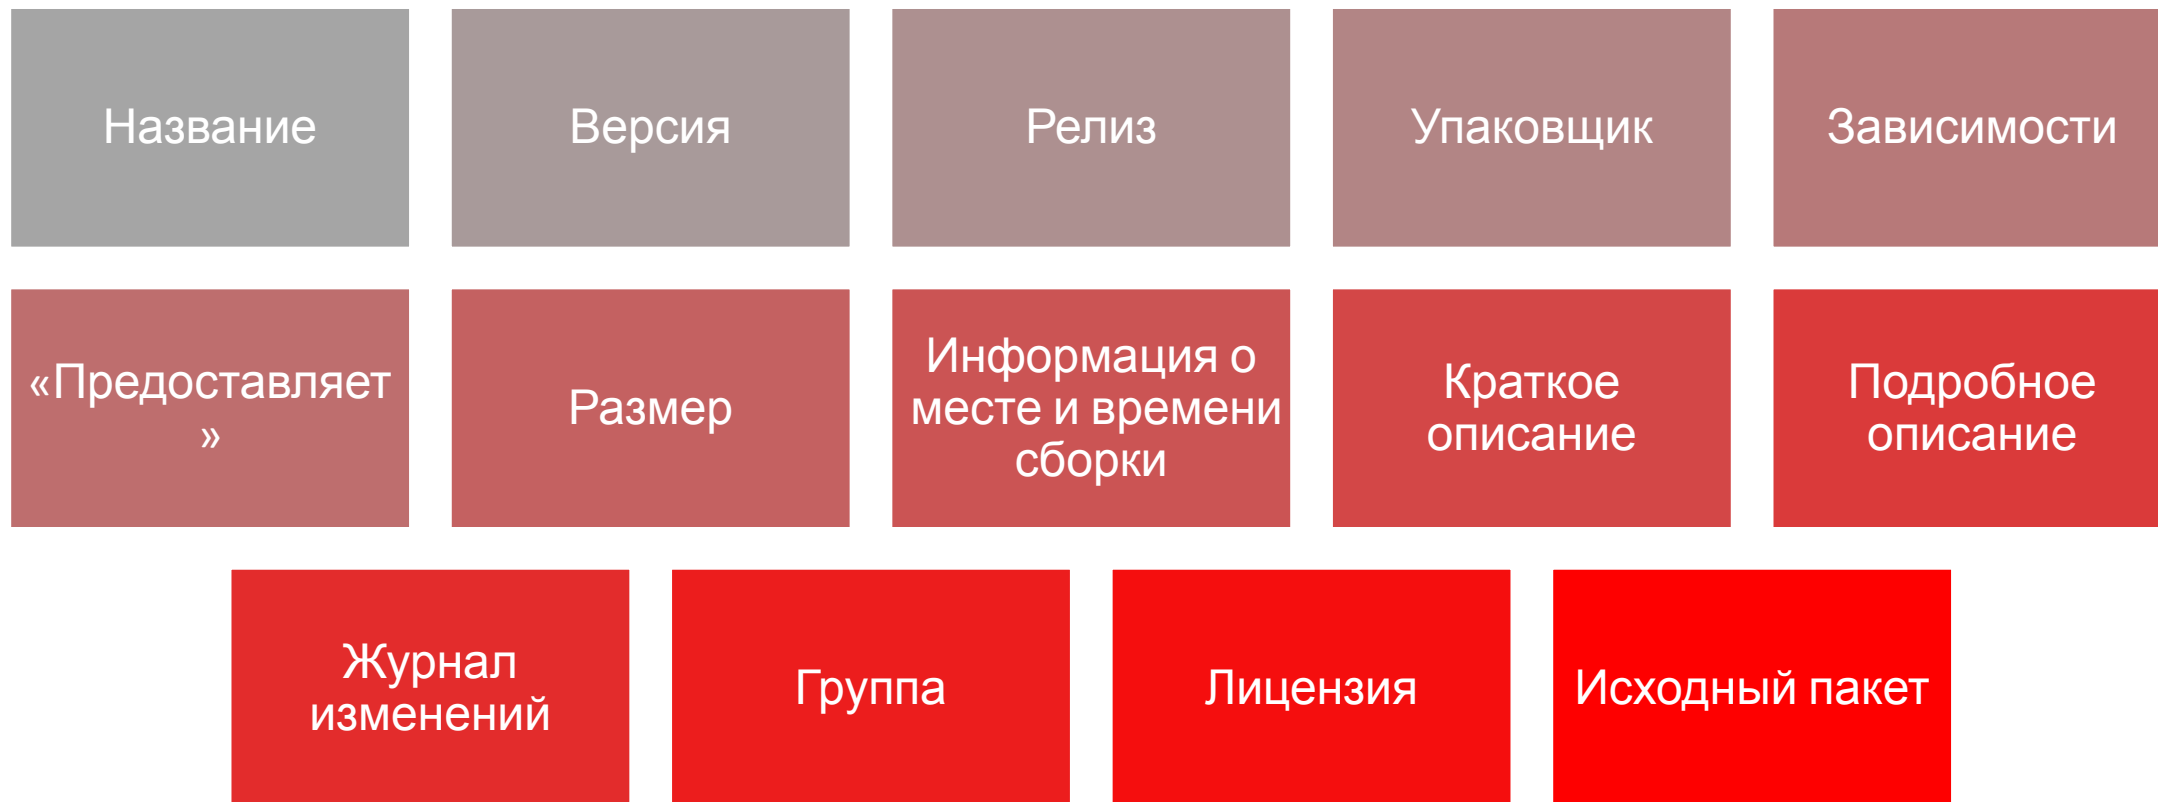 Название
Версия
Релиз
Упаковщик
Зависимости
«Предоставляет
»
Размер
Информация о
месте и времени
сборки
Краткое
описание
Подробное
описание
Журнал
изменений
Группа
Лицензия
Исходный пакет